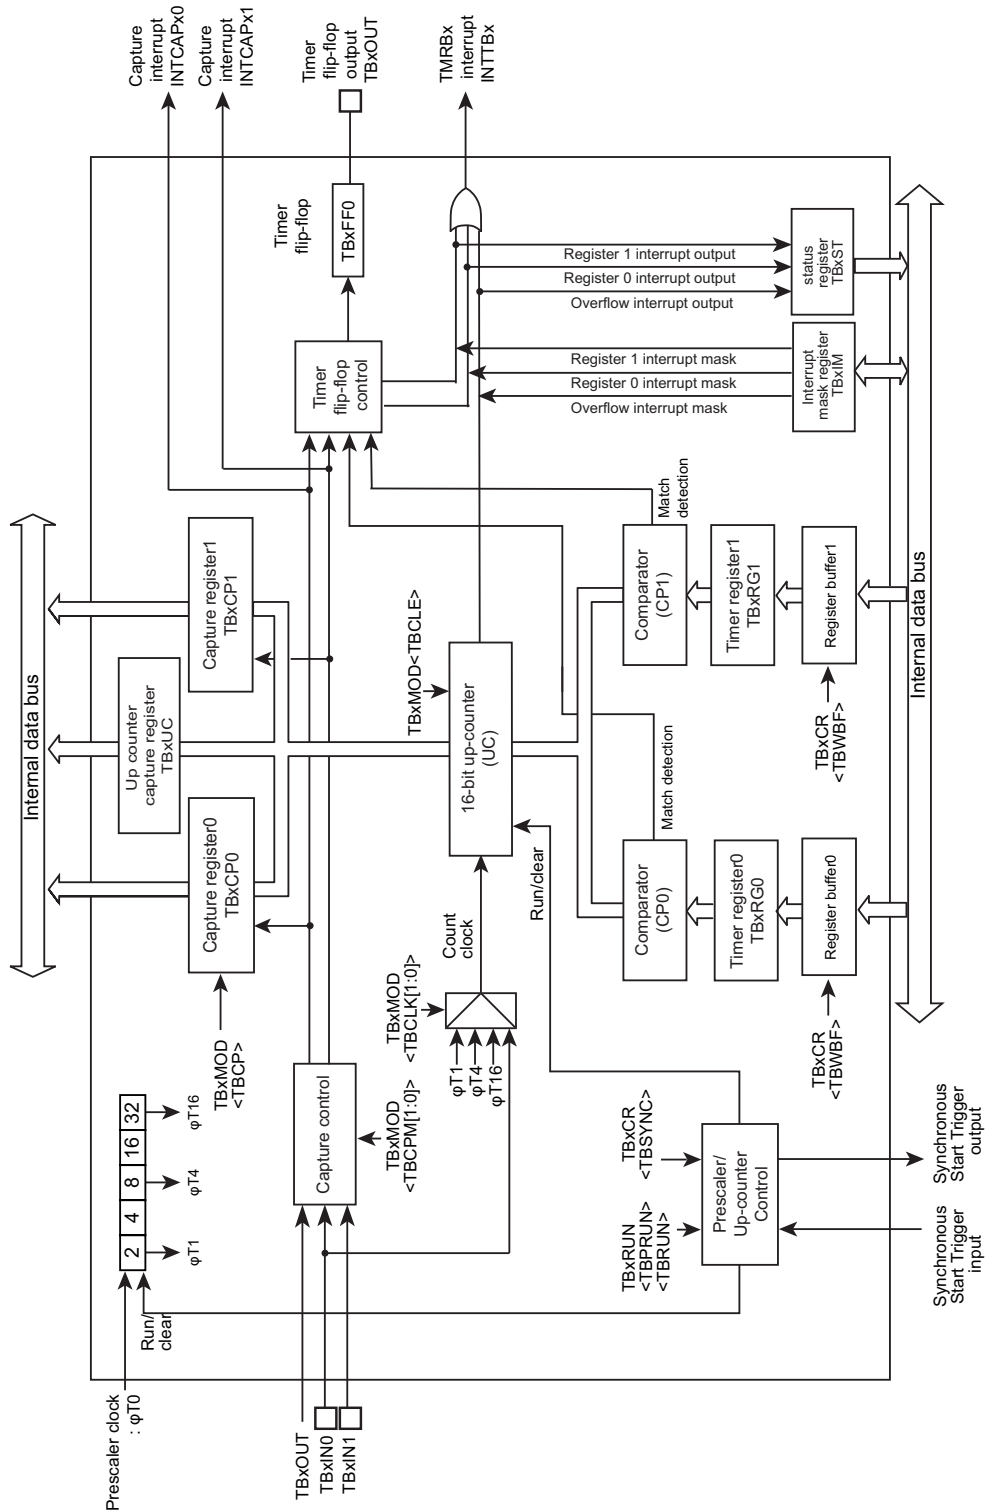 Internal data bus
Prescaler clock
: φT0
Run/
clear
2
4
8
16
32
φT1
φT4
φT16
TBxMOD
<TBCP>
Capture register0
TBxCP0
Up counter
capture register
TBxUC
Capture register1
TBxCP1
Capture
interrupt
INTCAPx0
Capture
interrupt
INTCAPx1
TBxOUT
TBxIN0
TBxIN1
Capture control
TBxMOD
<TBCPM[1:0]>
Timer
flip-flop
control
Timer
flip-flop
TBxFF0
Timer
flip-flop
output
TBxOUT
TBxMOD
<TBCLK[1:0]>
φT1
φT4
φT16
Count
clock
TBxMOD<TBCLE>
16-bit up-counter
(UC)
TMRBx
interrupt
INTTBx
Run/clear
Register 1 interrupt output
Register 0 interrupt output
Overflow interrupt output
Register 1 interrupt mask
Register 0 interrupt mask
Overflow interrupt mask
TBxRUN
<TBPRUN>
<TBRUN>
TBxCR
<TBSYNC>
Prescaler/
Up-counter
Control
Match detection
Match
detection
Comparator
(CP0)
Comparator
(CP1)
Timer register0
TBxRG0
Timer register1
TBxRG1
TBxCR
<TBWBF>
Register buffer0
TBxCR
<TBWBF>
Register buffer1
Interrupt
mask register
TBxIM
status
register
TBxST
Internal data bus
Synchronous
Start Trigger
input
Synchronous
Start Trigger
output